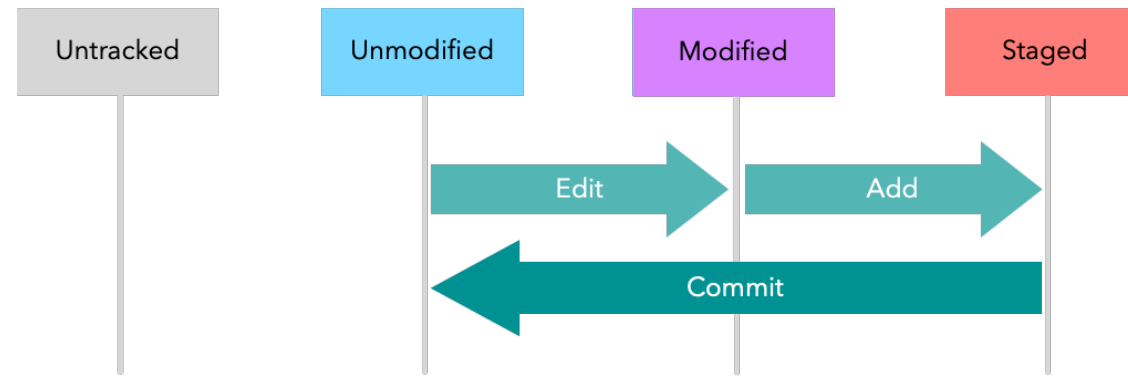 Untracked
Unmodified
Modified
Staged
Edit
Add
Commit